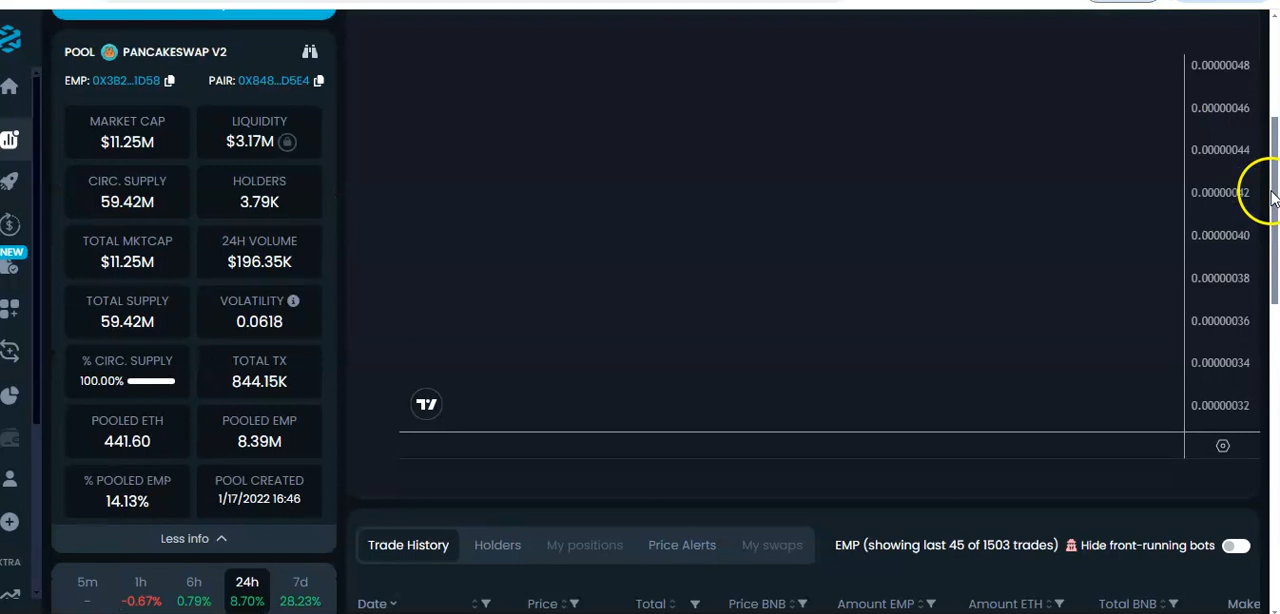 POOL PANCAKESWAP V2
EMP: 0X3B2...1D58 PAIR: 0X848...D5E4
MARKET CAP LIQUIDITY
$11.25M $3.17M
CIRC. SUPPLY HOLDERS
59.42M 3.79K
TOTAL MKTCAP 24H VOLUME
$11.25M $196.35K
TOTAL SUPPLY VOLATILITY
59.42M 0.0618
% CIRC. SUPPLY TOTAL TX
100.00% 844.15K
POOLED ETH POOLED EMP
441.60 8.39M
% POOLED EMP POOL CREATED
14.13% 1/17/2022 16:46
Less info
5m 1h 6h 24h 7d
- -0.67% 0.79% 8.70% 28.23%
NEW
XTRA
0.00000048
0.00000046
0.00000044
0.00000042
0.00000040
0.00000038
0.00000036
0.00000034
0.00000032
Trade History Holders My positions Price Alerts My swaps EMP (showing last 45 of 1503 trades) Hide front-running bots
Date Price Total Price BNB Amount EMP Amount ETH Total BNB Make